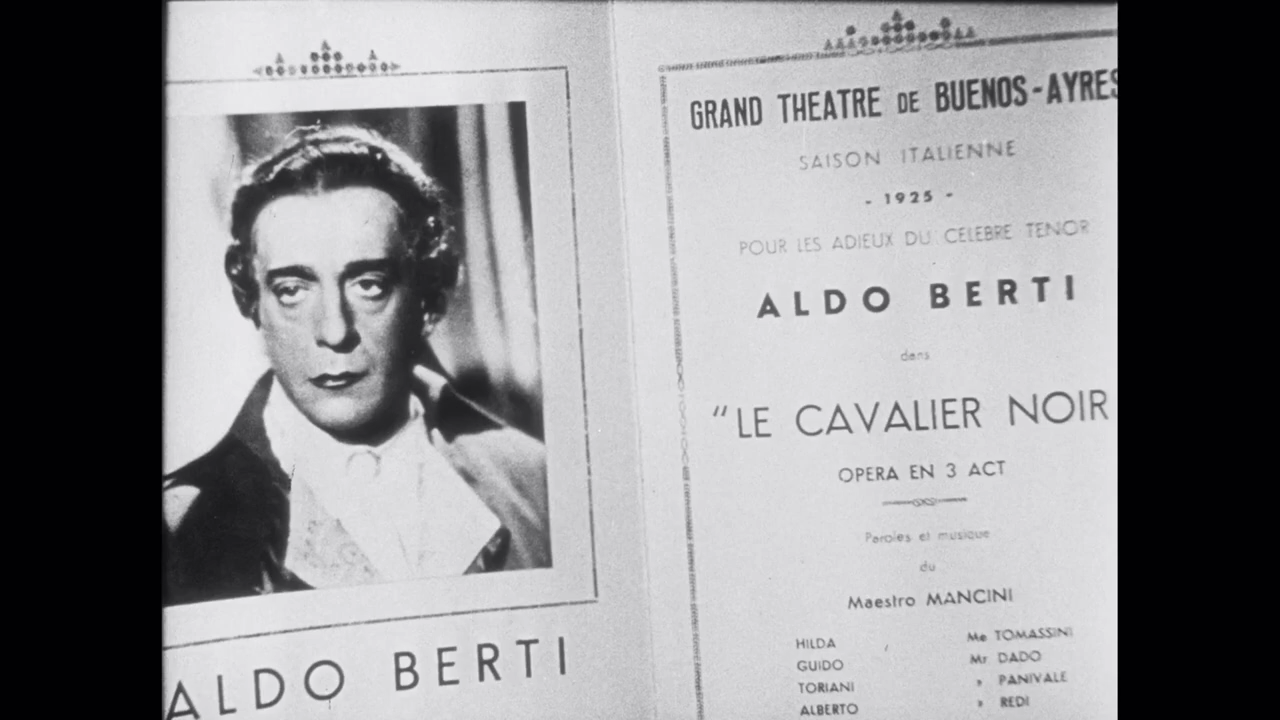 ALDO BERTI
GRAND THEATRE DE BUENOS-AYRES
SAISON ITALIENNE
- 1925 -
POUR LES ADIEUX DU CELEBRE TENOR
ALDO BERTI
dans
"LE CAVALIER NOIR
OPERA EN 3 ACT
Paroles et musique
du
Maestro MANCINI
HILDA Me TOMASSINI
GUIDO Mr DADO
TORIANI » PANIVALE
ALBERTO » REDI